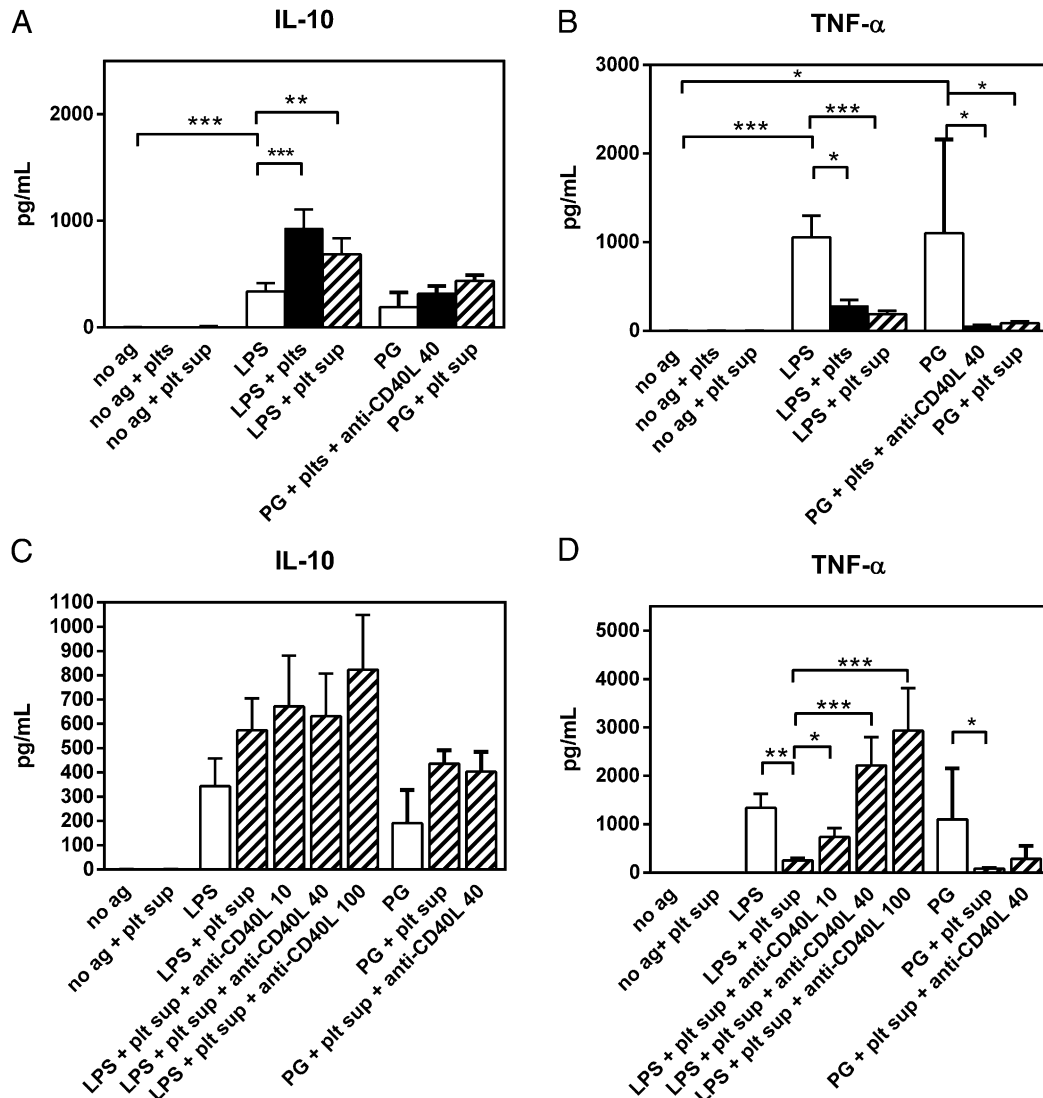 A
IL-10
pg/mL
2000
1000
0
***
**
***
no ag
no ag + plts
no ag + plt sup
LPS
LPS + plts
LPS + plt sup
PG
PG + plts + anti-CD40L 40
PG + plt sup
B
TNF-α
pg/mL
3000
2000
1000
0
*
*
***
*
***
*
no ag
no ag + plts
no ag + plt sup
LPS
LPS + plts
LPS + plt sup
PG
PG + plts + anti-CD40L 40
PG + plt sup
C
IL-10
pg/mL
1100
1000
900
800
700
600
500
400
300
200
100
0
no ag
no ag + plt sup
LPS
LPS + plt sup
LPS + plt sup + anti-CD40L 10
LPS + plt sup + anti-CD40L 40
LPS + plt sup + anti-CD40L 100
PG
PG + plt sup
PG + plt sup + anti-CD40L 40
D
TNF-α
pg/mL
5000
4000
3000
2000
1000
0
***
***
*
**
*
no ag
no ag+ plt sup
LPS
LPS + plt sup
LPS + plt sup + anti-CD40L 10
LPS + plt sup + anti-CD40L 40
LPS + plt sup + anti-CD40L 100
PG
PG + plt sup
PG + plt sup + anti-CD40L 40